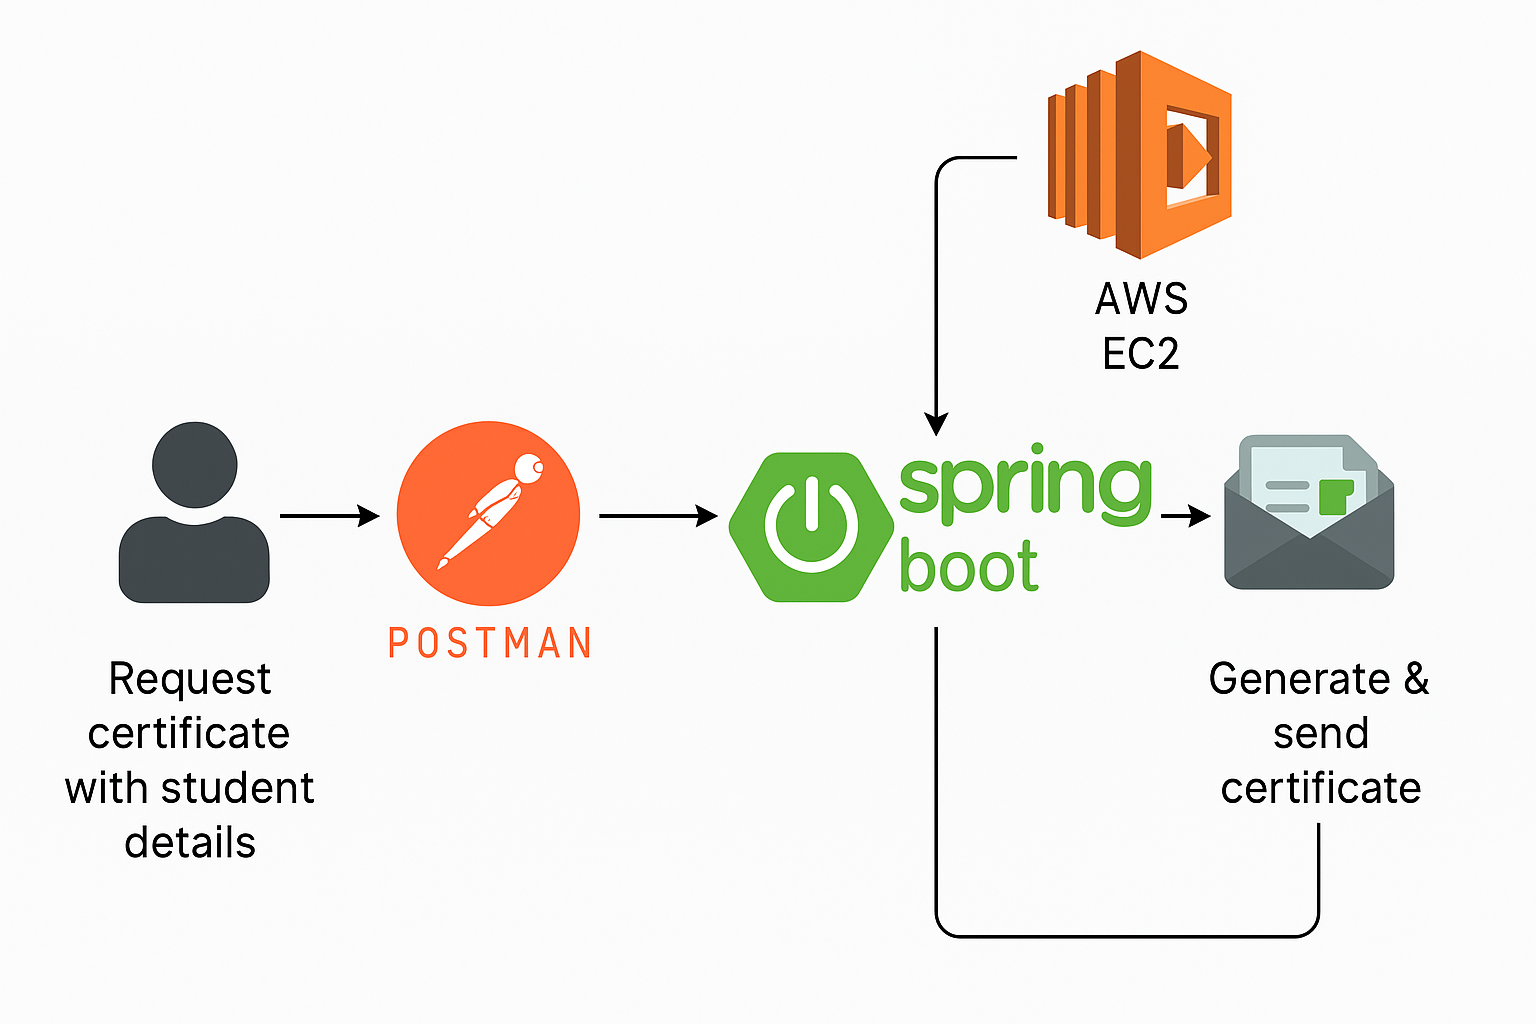 AWS
EC2
spring
boot
POSTMAN
Request
certificate
with student
details
Generate &
send
certificate